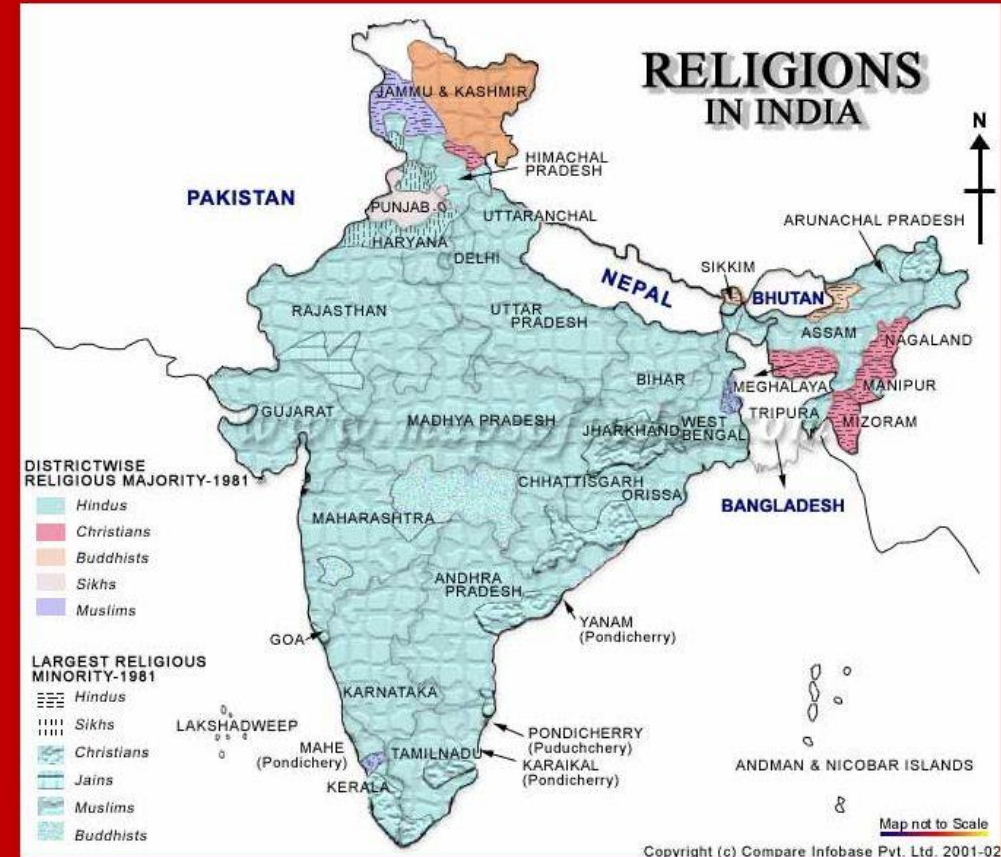 RELIGIONS
IN INDIA
N
JAMMU & KASHMIR
HIMACHAL
PRADESH
PAKISTAN
PUNJAB
UTTARANCHAL
ARUNACHAL PRADESH
HARYANA
DELHI
SIKKIM
NEPAL
BHUTAN
RAJASTHAN
UTTAR
PRADESH
ASSAM
NAGALAND
BIHAR
MEGHALAYA
MANIPUR
GUJARAT
MADHYA PRADESH
JHARKHAND
WEST
BENGAL
TRIPURA
MIZORAM
DISTRICTWISE
RELIGIOUS MAJORITY-1981
Hindus
Christians
Buddhists
Sikhs
Muslims
CHHATTISGARH
ORISSA
BANGLADESH
MAHARASHTRA
ANDHRA
PRADESH
YANAM
(Pondicherry)
GOA
LARGEST RELIGIOUS
MINORITY-1981
Hindus
Sikhs
Christians
Jains
Muslims
Buddhists
KARNATAKA
LAKSHADWEEP
MAHE
(Pondichery)
TAMILNADU
KERALA
PONDICHERRY
(Puduchchery)
KARAIKAL
(Pondicherry)
ANDMAN & NICOBAR ISLANDS
Map not to Scale
Copyright (c) Compare Infobase Pvt. Ltd. 2001-02